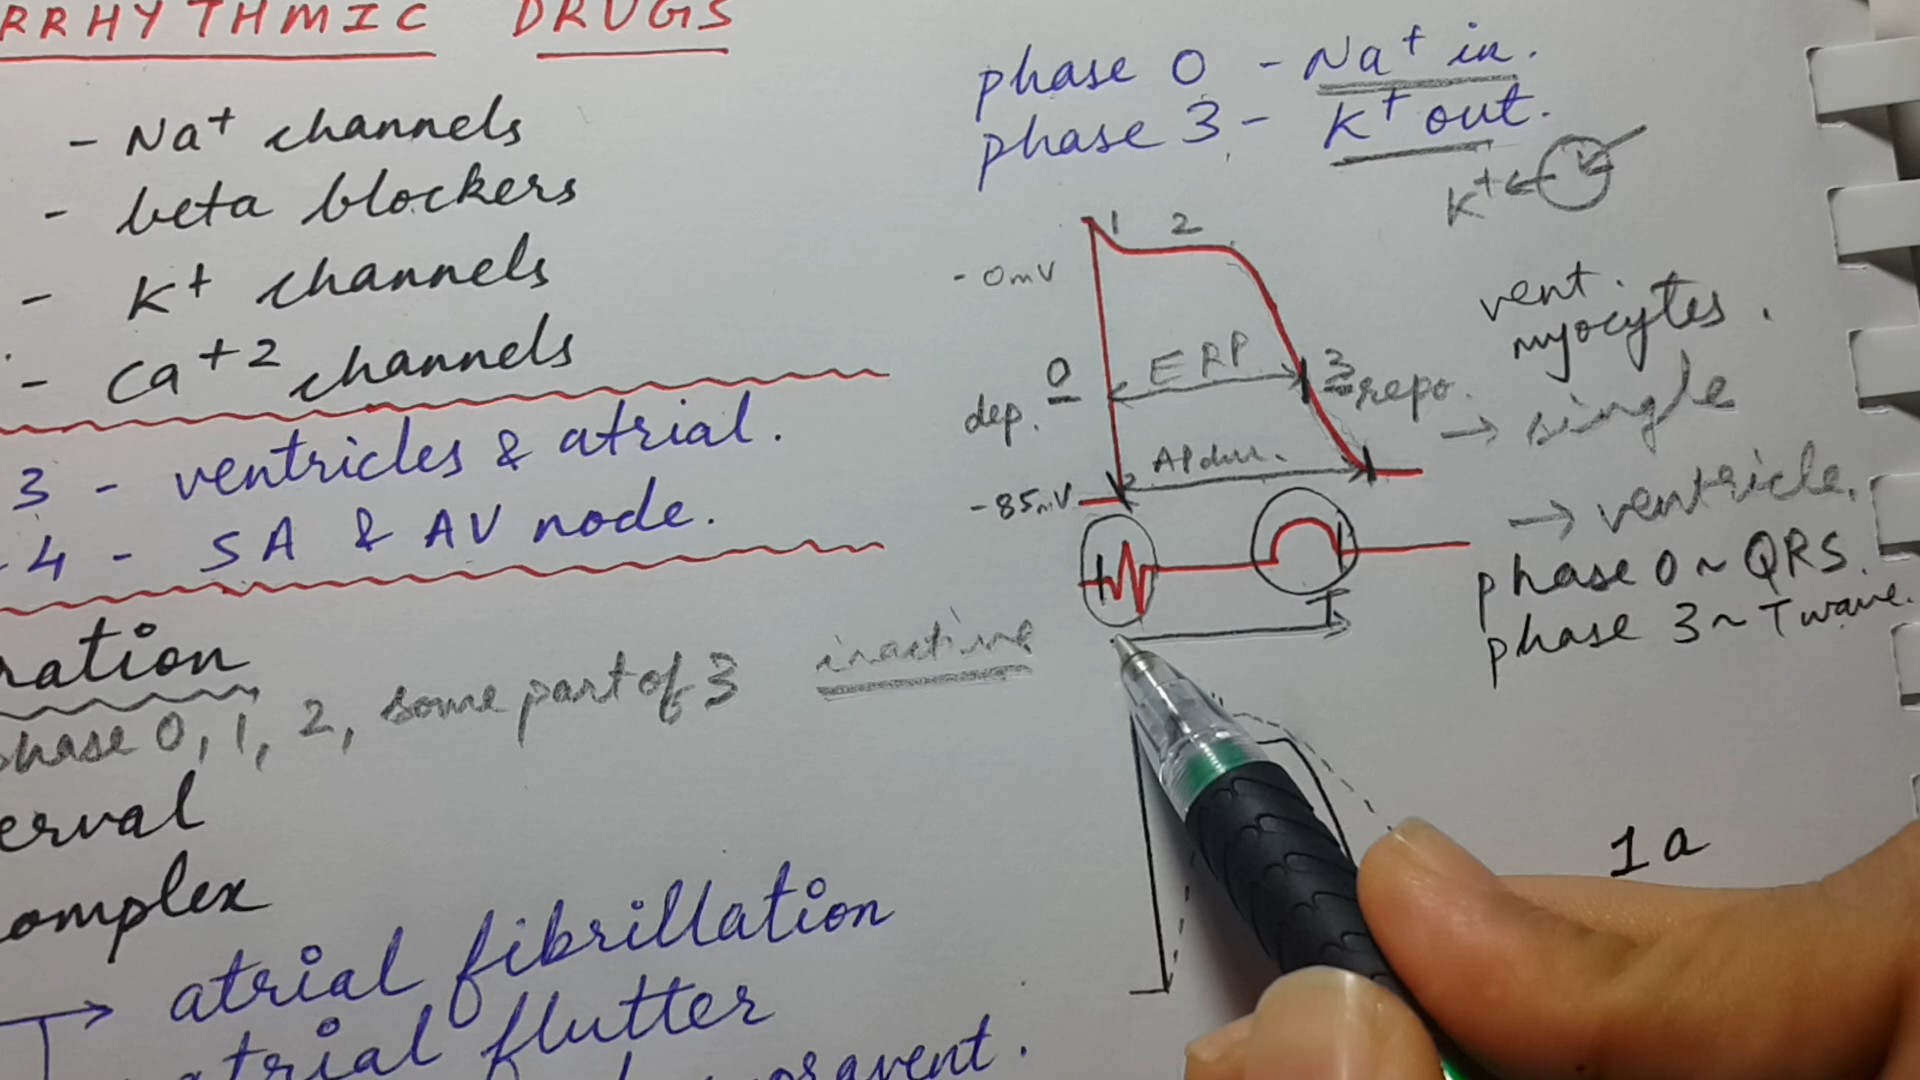 RRHYTHMIC DRUGS
- Na+ channels
- beta blockers
- K+ channels
- Ca+2 channels
3 - ventricles & atrial.
- 4 - SA & AV node.
ration
phase 0, 1, 2, some part of 3 inactive
erval
omplex
atrial fibrillation
atrial flutter
phase 0 - Na+ in.
phase 3 - K+ out.
K+
1 2
- 0mV
ERP
0
dep.
3
repo.
AP dur.
- 85mV
vent.
myocytes.
→ single
→ ventricle.
phase 0 ~ QRS.
phase 3 ~ T wave.
T
1a